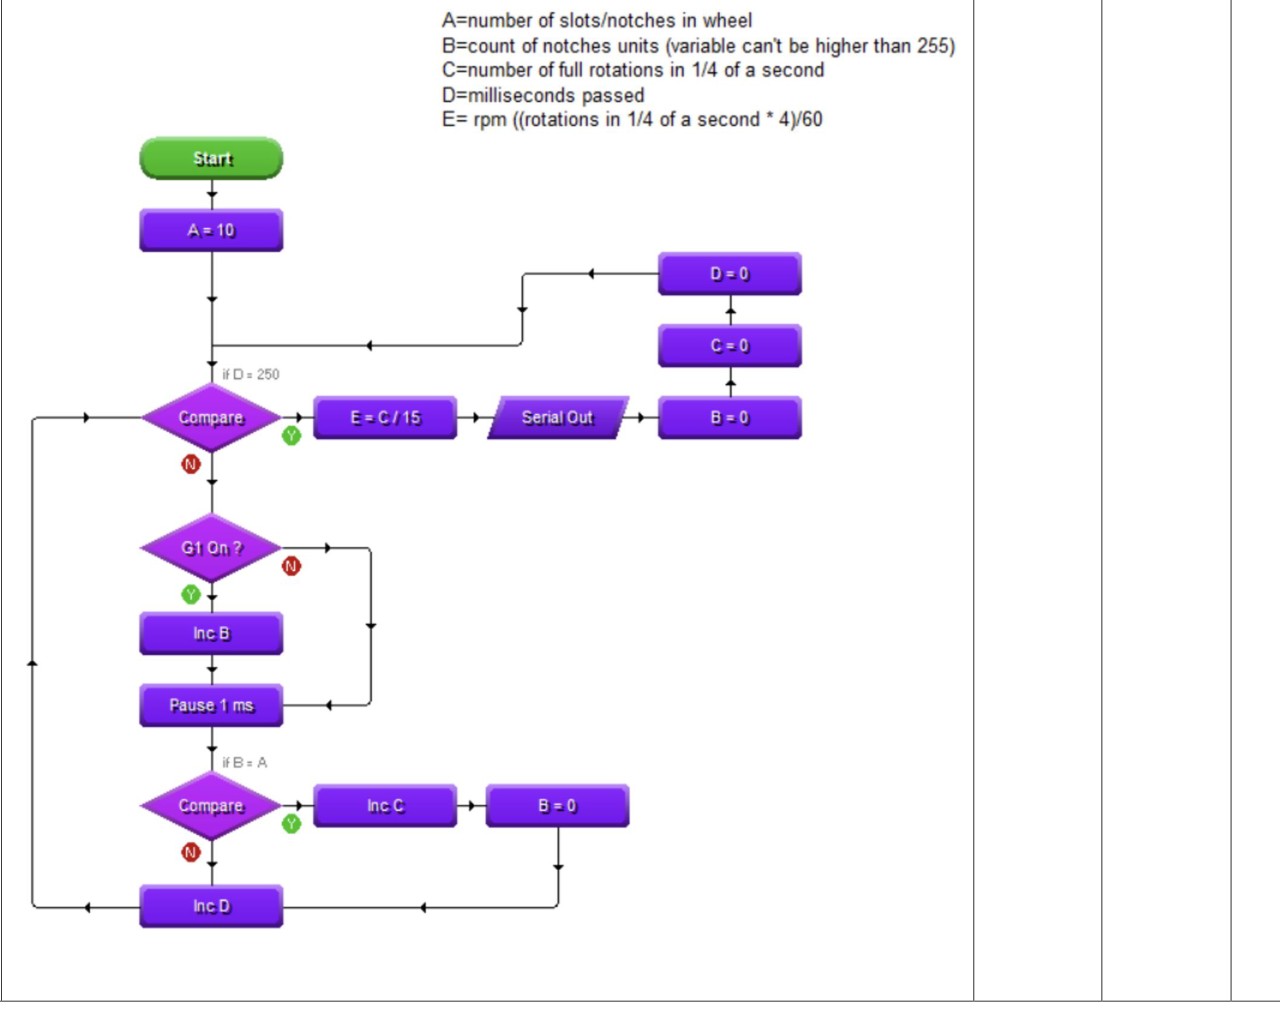 A=number of slots/notches in wheel
B=count of notches units (variable can't be higher than 255)
C=number of full rotations in 1/4 of a second
D=milliseconds passed
E= rpm ((rotations in 1/4 of a second * 4)/60
Start
A = 10
D = 0
C = 0
if D = 250
Compare
Y
N
E = C / 15
Serial Out
B = 0
G1 On ?
N
Y
Inc B
Pause 1 ms
if B = A
Compare
Y
N
Inc C
B = 0
Inc D